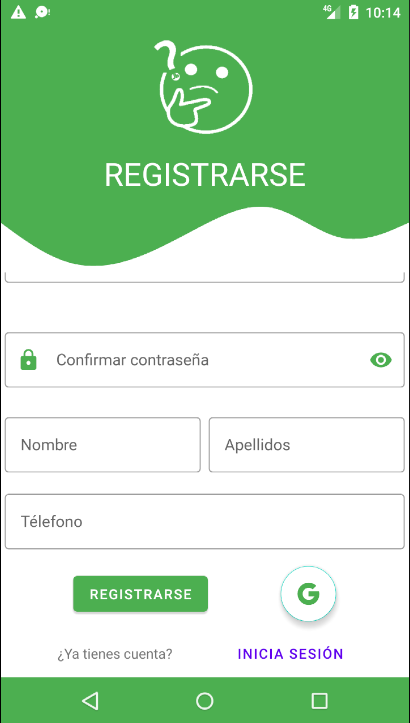 4G 10:14
REGISTRARSE
Confirmar contraseña
Nombre Apellidos
Télefono
REGISTRARSE G
¿Ya tienes cuenta? INICIA SESIÓN